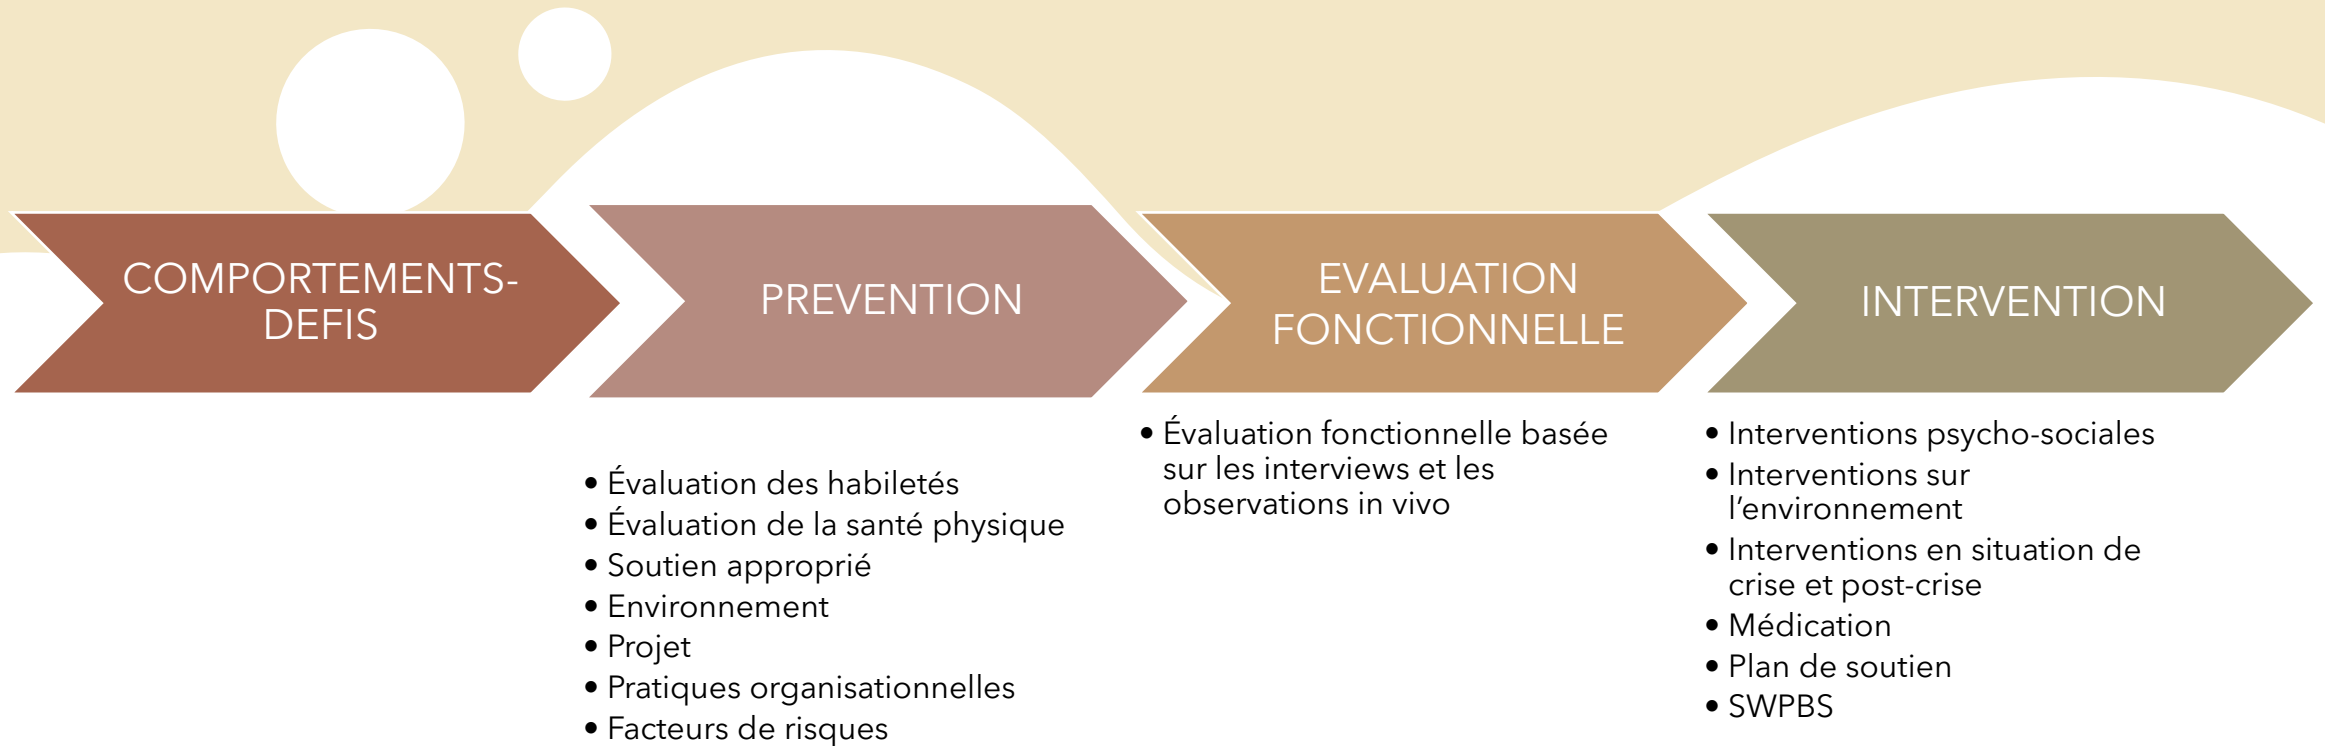 COMPORTEMENTS-
DEFIS
PREVENTION
• Évaluation des habiletés
• Évaluation de la santé physique
• Soutien approprié
• Environnement
• Projet
• Pratiques organisationnelles
• Facteurs de risques
EVALUATION
FONCTIONNELLE
• Évaluation fonctionnelle basée
sur les interviews et les
observations in vivo
INTERVENTION
• Interventions psycho-sociales
• Interventions sur
l’environnement
• Interventions en situation de
crise et post-crise
• Médication
• Plan de soutien
• SWPBS